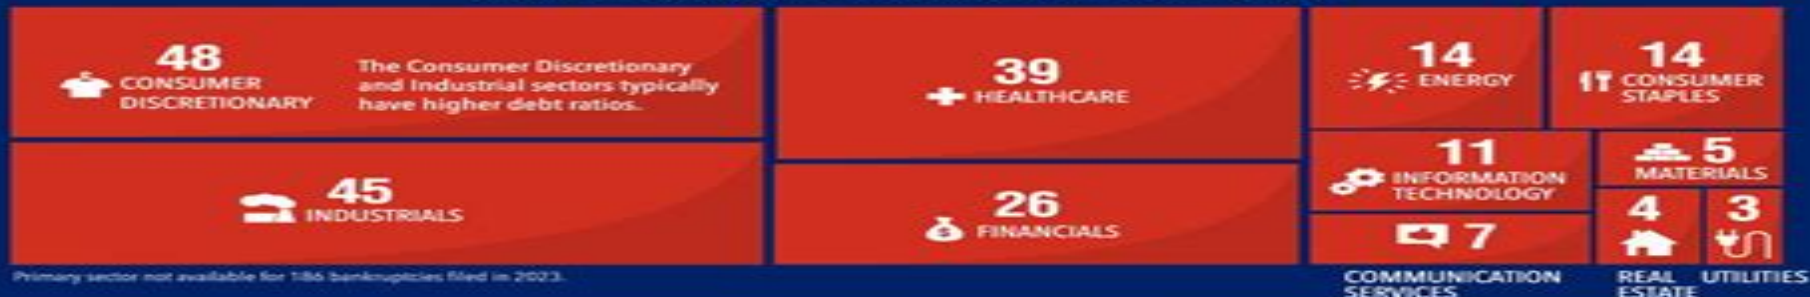 48
CONSUMER
DISCRETIONARY
The Consumer Discretionary
and Industrial sectors typically
have higher debt ratios.
45
INDUSTRIALS
39
HEALTHCARE
26
FINANCIALS
14
ENERGY
14
CONSUMER
STAPLES
11
INFORMATION
TECHNOLOGY
5
MATERIALS
7
COMMUNICATION
SERVICES
4
REAL
ESTATE
3
UTILITIES
Primary sector not available for 186 bankruptcies filed in 2023.